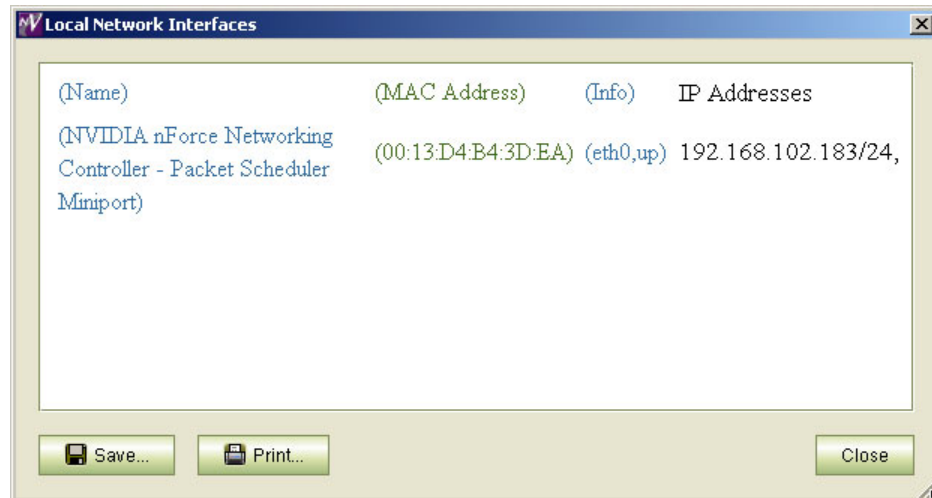 Local Network Interfaces
(Name) (MAC Address) (Info) IP Addresses
(NVIDIA nForce Networking
Controller - Packet Scheduler
Miniport) (00:13:D4:B4:3D:EA) (eth0,up) 192.168.102.183/24,
Save... Print... Close